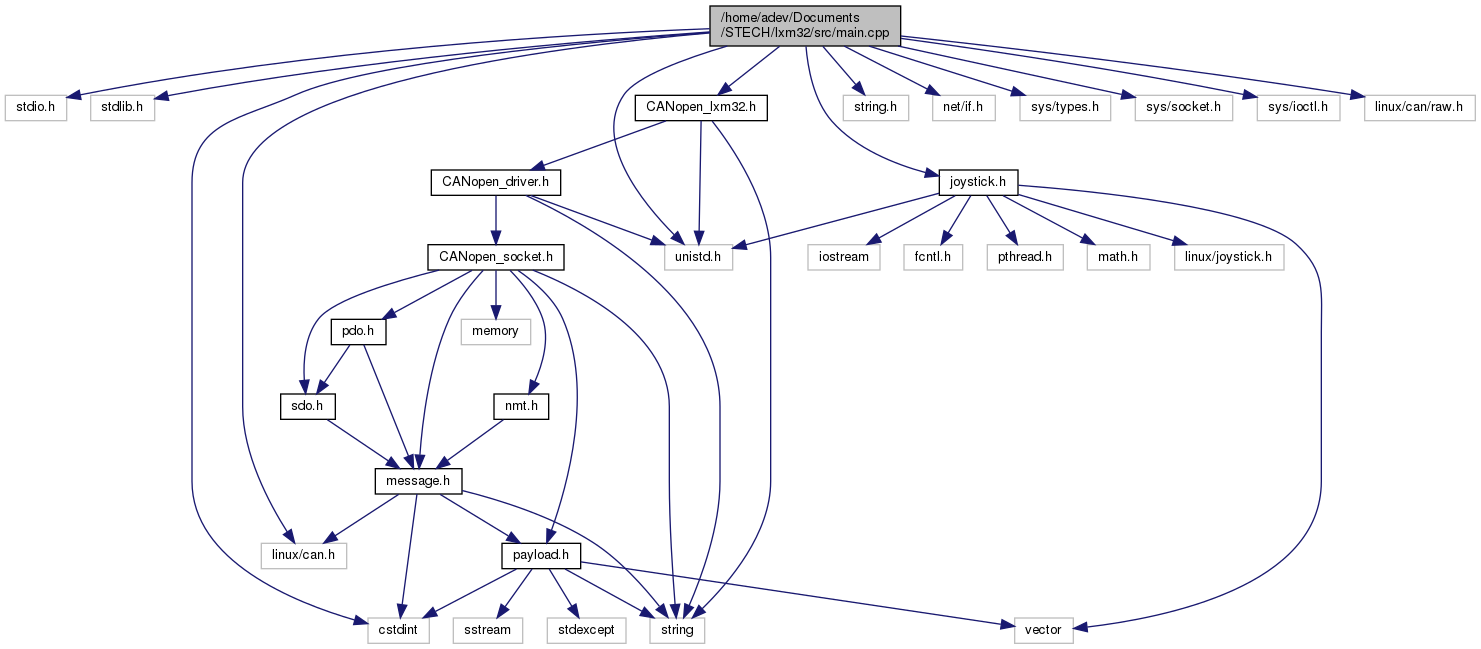 /home/adev/Documents
/STECH/lxm32/src/main.cpp
stdio.h
stdlib.h
CANopen_lxm32.h
string.h
net/if.h
sys/types.h
sys/socket.h
sys/ioctl.h
linux/can/raw.h
CANopen_driver.h
joystick.h
CANopen_socket.h
unistd.h
iostream
fcntl.h
pthread.h
math.h
linux/joystick.h
pdo.h
memory
sdo.h
nmt.h
message.h
linux/can.h
payload.h
cstdint
sstream
stdexcept
string
vector